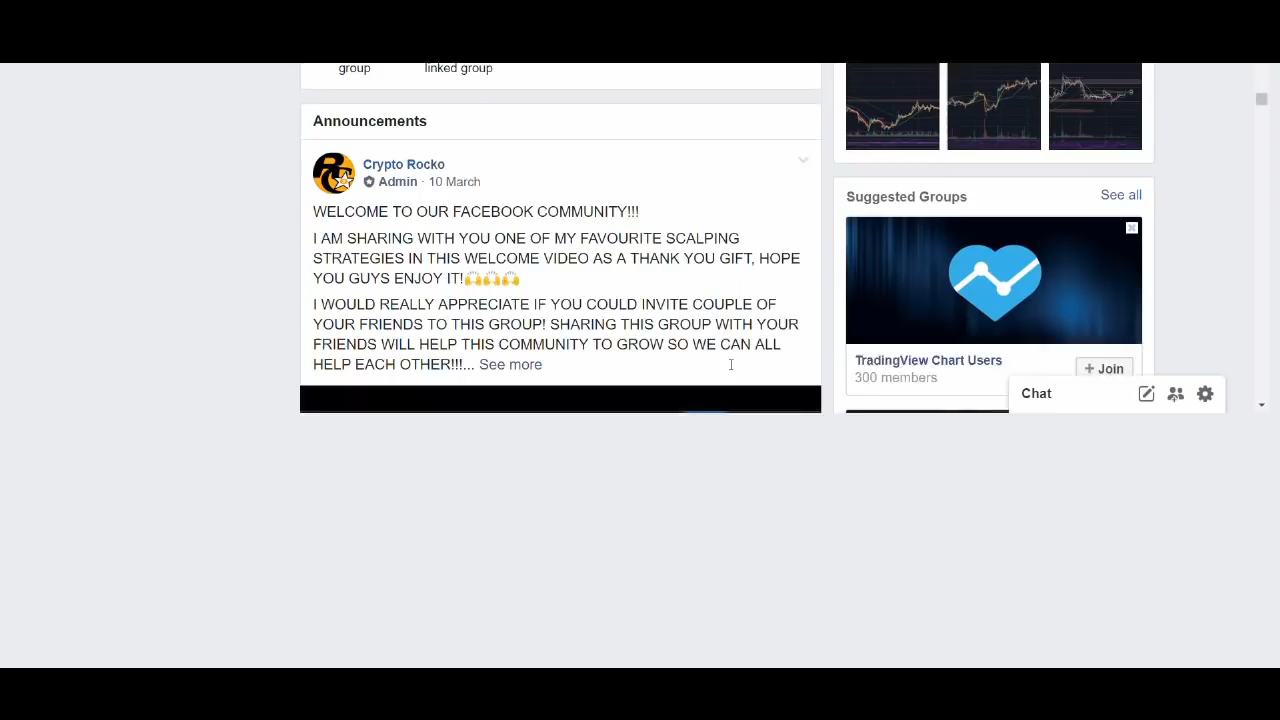 group
linked group
Announcements
Crypto Rocko
Admin · 10 March
WELCOME TO OUR FACEBOOK COMMUNITY!!!
I AM SHARING WITH YOU ONE OF MY FAVOURITE SCALPING
STRATEGIES IN THIS WELCOME VIDEO AS A THANK YOU GIFT, HOPE
YOU GUYS ENJOY IT!🙌🙌🙌
I WOULD REALLY APPRECIATE IF YOU COULD INVITE COUPLE OF
YOUR FRIENDS TO THIS GROUP! SHARING THIS GROUP WITH YOUR
FRIENDS WILL HELP THIS COMMUNITY TO GROW SO WE CAN ALL
HELP EACH OTHER!!!... See more
Suggested Groups
See all
TradingView Chart Users
300 members
+ Join
Chat